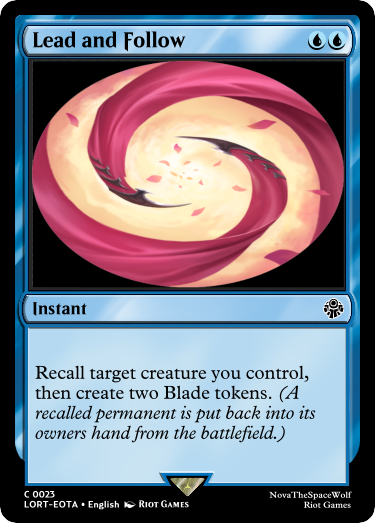 Lead and Follow
Instant
Recall target creature you control,
then create two Blade tokens. (A
recalled permanent is put back into its
owners hand from the battlefield.)
C 0023
LORT-EOTA • English Riot Games
NovaTheSpaceWolf
Riot Games